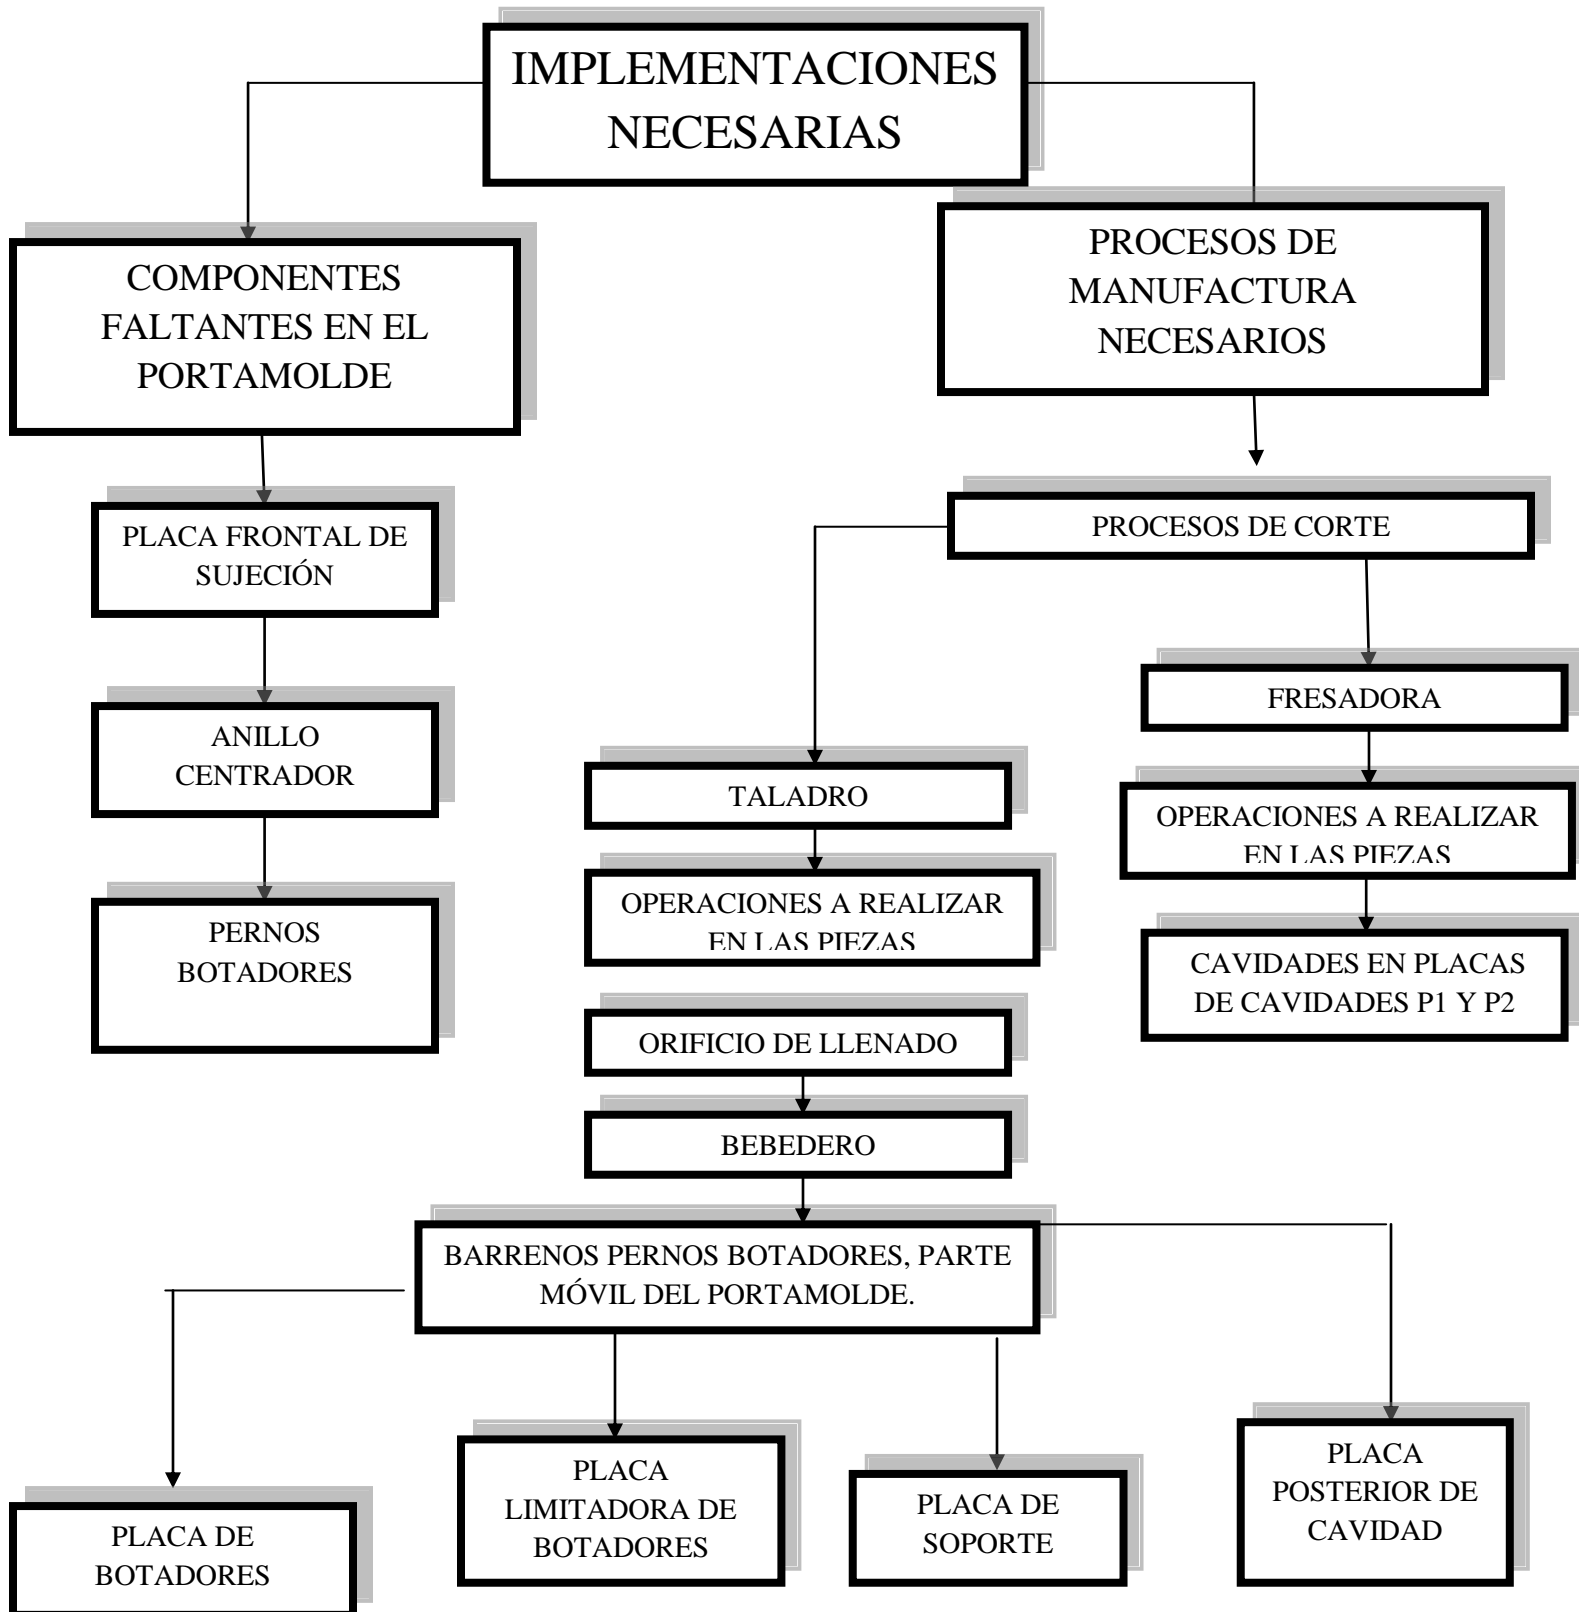 IMPLEMENTACIONES
NECESARIAS
COMPONENTES
FALTANTES EN EL
PORTAMOLDE
PROCESOS DE
MANUFACTURA
NECESARIOS
PLACA FRONTAL DE
SUJECIÓN
PROCESOS DE CORTE
ANILLO
CENTRADOR
FRESADORA
TALADRO
OPERACIONES A REALIZAR
EN LAS PIEZAS
OPERACIONES A REALIZAR
EN LAS PIEZAS
PERNOS
BOTADORES
CAVIDADES EN PLACAS
DE CAVIDADES P1 Y P2
ORIFICIO DE LLENADO
BEBEDERO
BARRENOS PERNOS BOTADORES, PARTE
MÓVIL DEL PORTAMOLDE.
PLACA DE
BOTADORES
PLACA
LIMITADORA DE
BOTADORES
PLACA DE
SOPORTE
PLACA
POSTERIOR DE
CAVIDAD